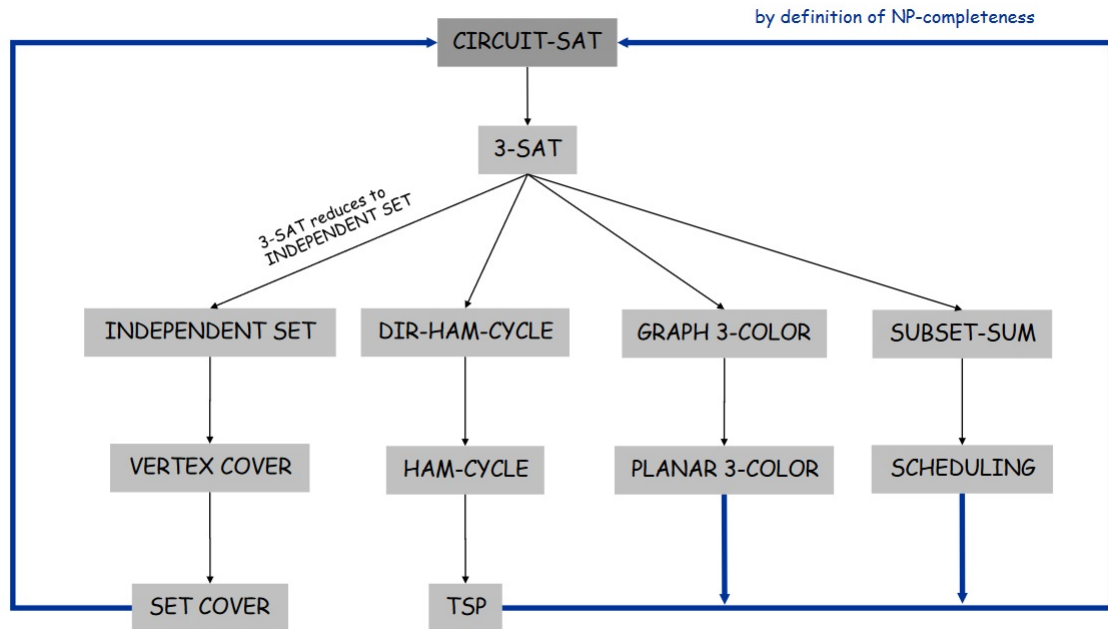 by definition of NP-completeness
CIRCUIT-SAT
3-SAT
3-SAT reduces to
INDEPENDENT SET
INDEPENDENT SET
DIR-HAM-CYCLE
GRAPH 3-COLOR
SUBSET-SUM
VERTEX COVER
HAM-CYCLE
PLANAR 3-COLOR
SCHEDULING
SET COVER
TSP